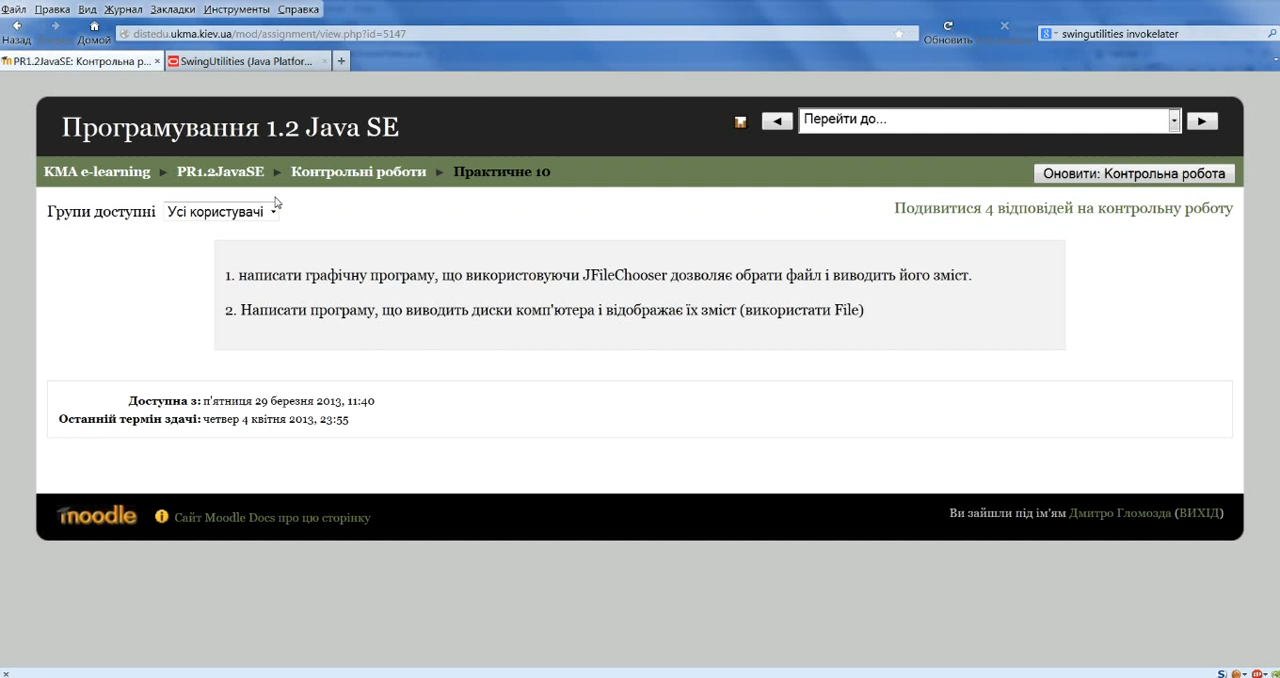 Файл Правка Вид Журнал Закладки Инструменты Справка
Назад Домой distedu.ukma.kiev.ua/mod/assignment/view.php?id=5147 Обновить swingutilities invokelater
PR1.2JavaSE: Контрольна р... SwingUtilities (Java Platfor...
Програмування 1.2 Java SE
Перейти до...
KMA e-learning ► PR1.2JavaSE ► Контрольні роботи ► Практичне 10
Оновити: Контрольна робота
Групи доступні Усі користувачі
Подивитися 4 відповідей на контрольну роботу
1. написати графічну програму, що використовуючи JFileChooser дозволяє обрати файл і виводить його зміст.
2. Написати програму, що виводить диски комп'ютера і відображає їх зміст (використати File)
Доступна з: п'ятниця 29 березня 2013, 11:40
Останній термін здачі: четвер 4 квітня 2013, 23:55
moodle
Сайт Moodle Docs про цю сторінку
Ви зайшли під ім'ям Дмитро Гломозда (ВИХІД)